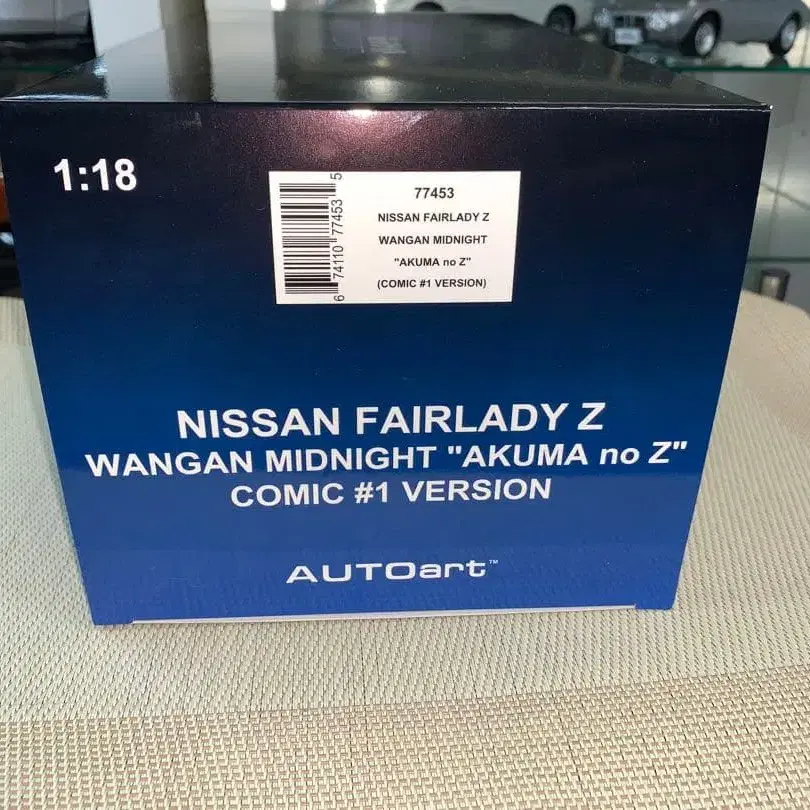 1:18
6 74110 77453 5
77453
NISSAN FAIRLADY Z
WANGAN MIDNIGHT
"AKUMA no Z"
(COMIC #1 VERSION)
NISSAN FAIRLADY Z
WANGAN MIDNIGHT "AKUMA no Z"
COMIC #1 VERSION
AUTOart™